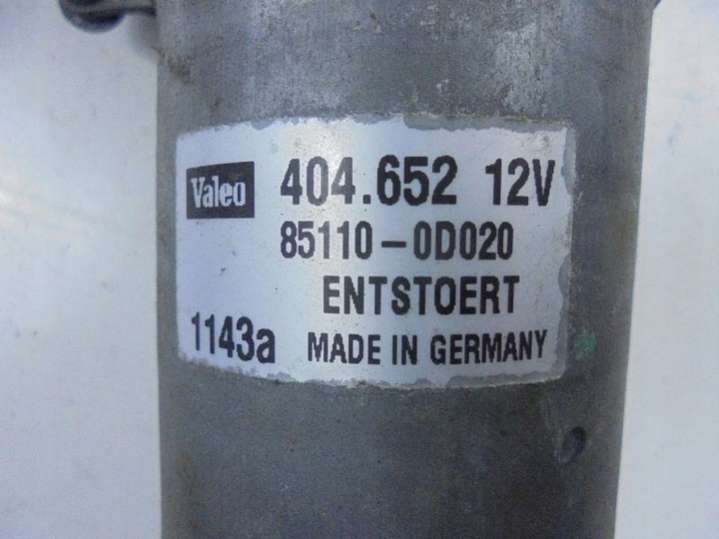 Valeo 404.652 12V
85110-0D020
ENTSTOERT
1143a MADE IN GERMANY